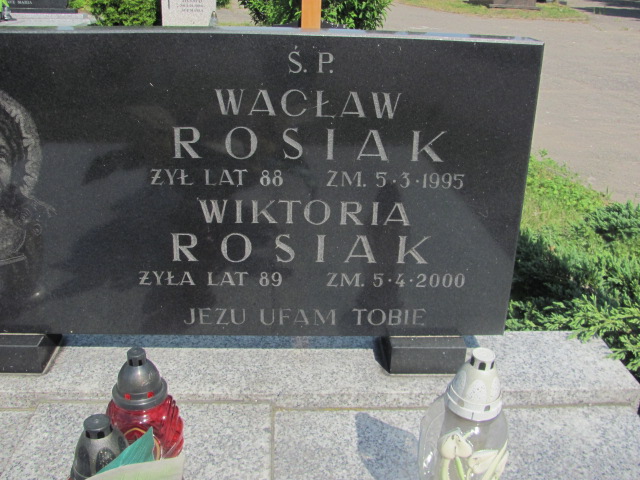 Ś. P.
WACŁAW
ROSIAK
ŻYŁ LAT 88 ZM. 5·3·1995
WIKTORIA
ROSIAK
ŻYŁA LAT 89 ZM. 5·4·2000
JEZU UFAM TOBIE